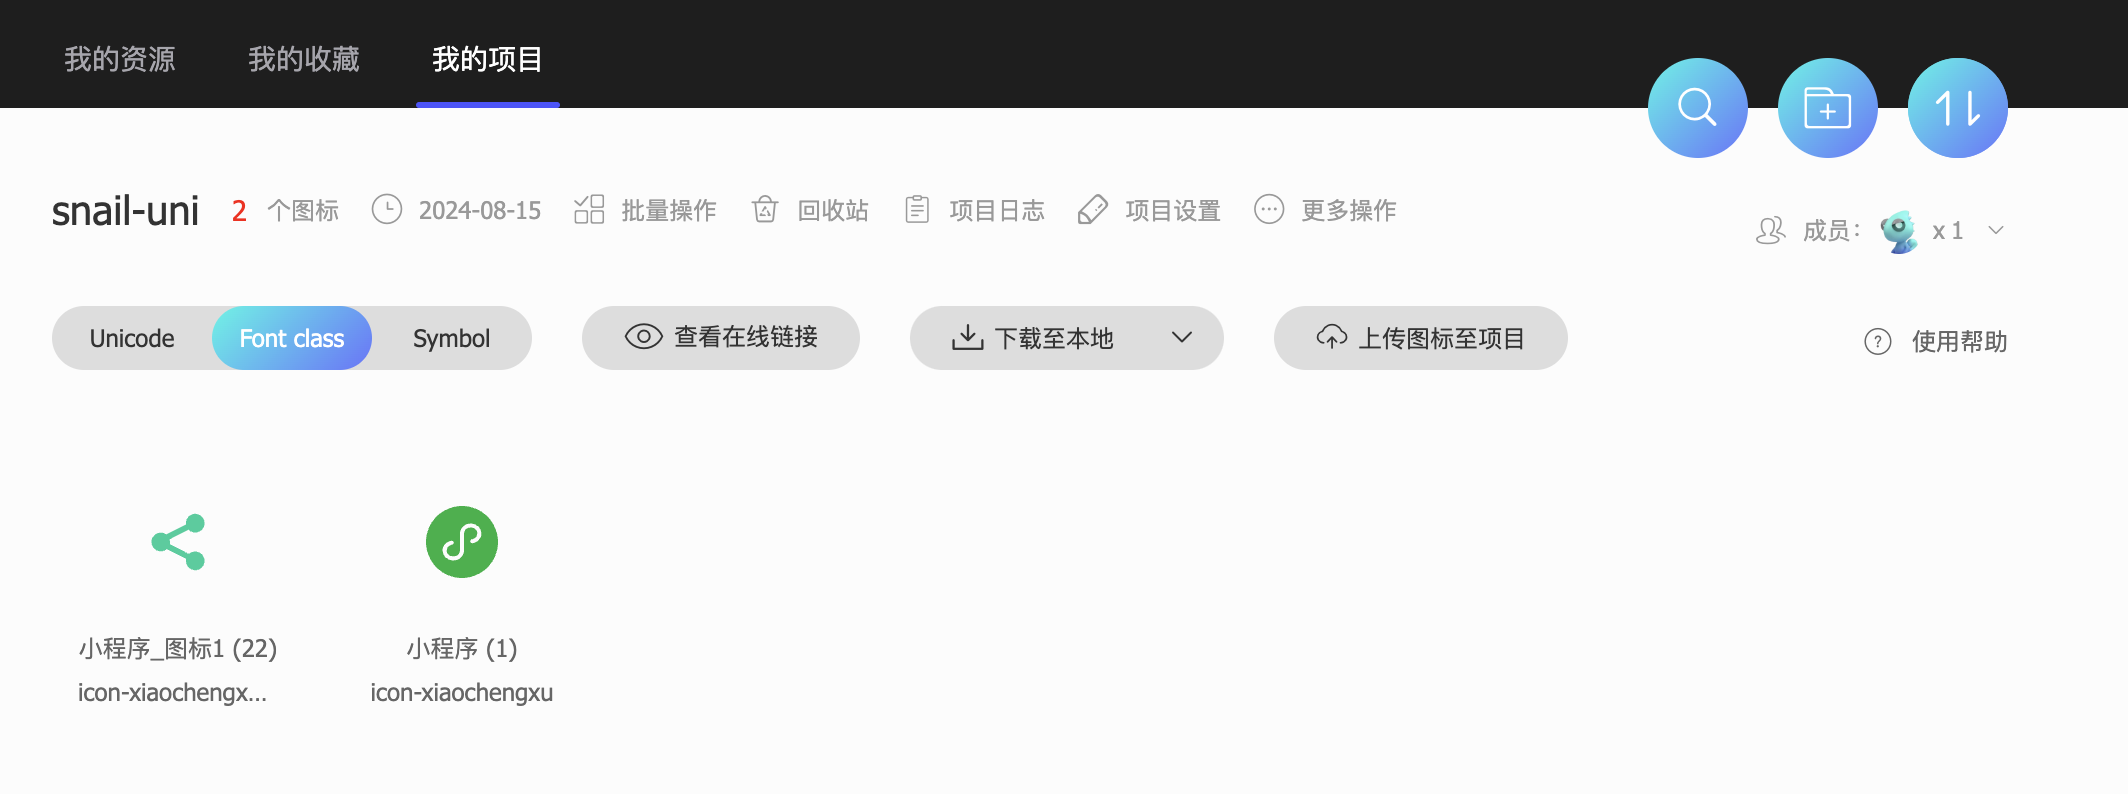 我的资源 我的收藏 我的项目
snail-uni 2 个图标 2024-08-15 批量操作 回收站 项目日志 项目设置 更多操作
成员： x 1
Unicode Font class Symbol 查看在线链接 下载至本地 上传图标至项目 使用帮助
小程序_图标1 (22) 小程序 (1)
icon-xiaochengx... icon-xiaochengxu